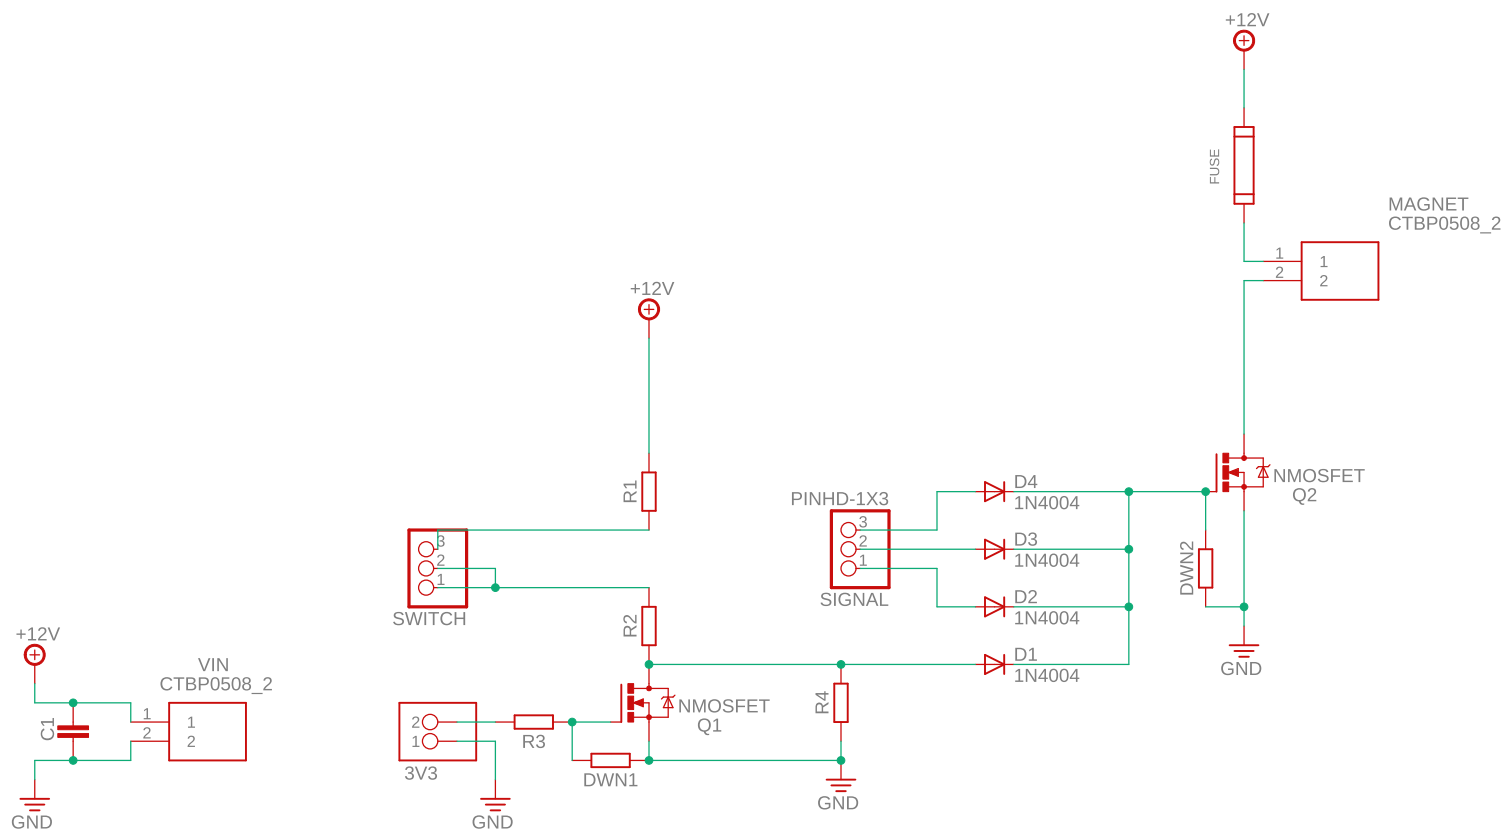 +12V
FUSE
MAGNET
CTBP0508_2
1
2
1
2
+12V
R1
3
2
1
SWITCH
R2
PINHD-1X3
3
2
1
SIGNAL
D4
1N4004
D3
1N4004
D2
1N4004
D1
1N4004
NMOSFET
Q2
DWN2
GND
+12V
VIN
CTBP0508_2
C1
1
2
1
2
GND
2
1
3V3
R3
DWN1
NMOSFET
Q1
R4
GND
GND